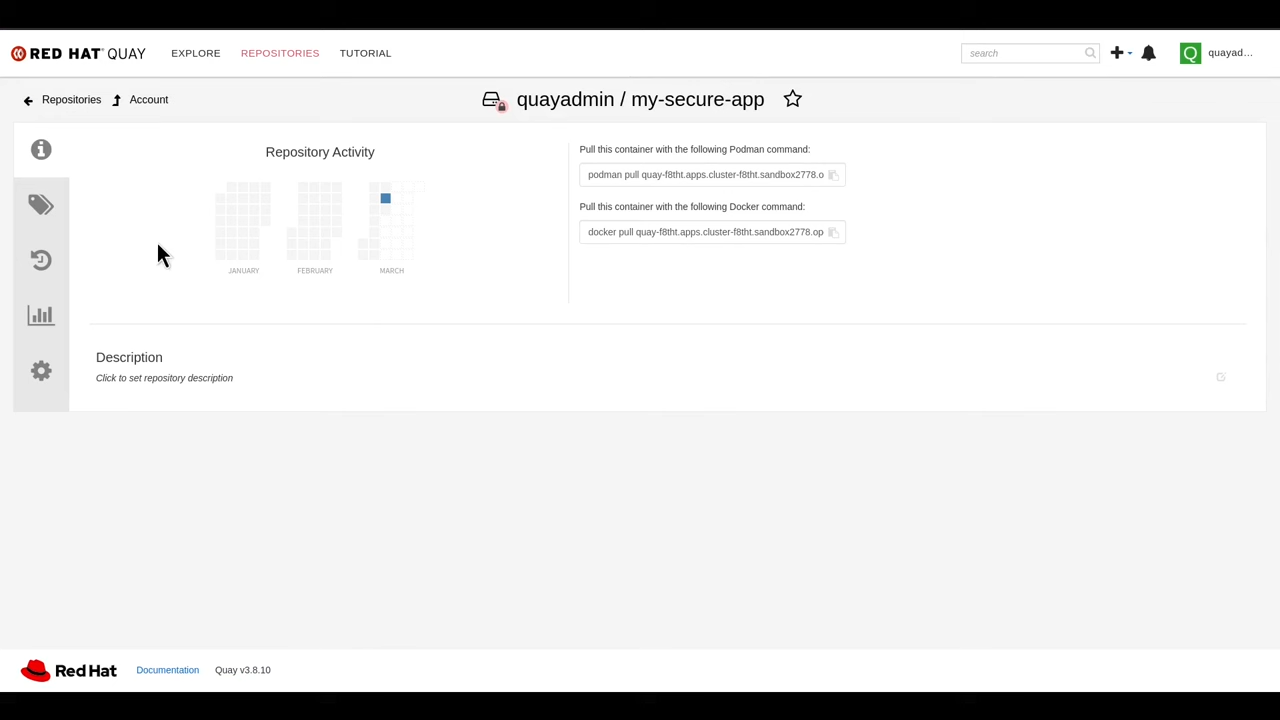 RED HAT QUAY EXPLORE REPOSITORIES TUTORIAL search quayad...
Repositories Account quayadmin / my-secure-app
Repository Activity
JANUARY FEBRUARY MARCH
Pull this container with the following Podman command:
podman pull quay-f8tht.apps.cluster-f8tht.sandbox2778.o
Pull this container with the following Docker command:
docker pull quay-f8tht.apps.cluster-f8tht.sandbox2778.op
Description
Click to set repository description
Red Hat Documentation Quay v3.8.10